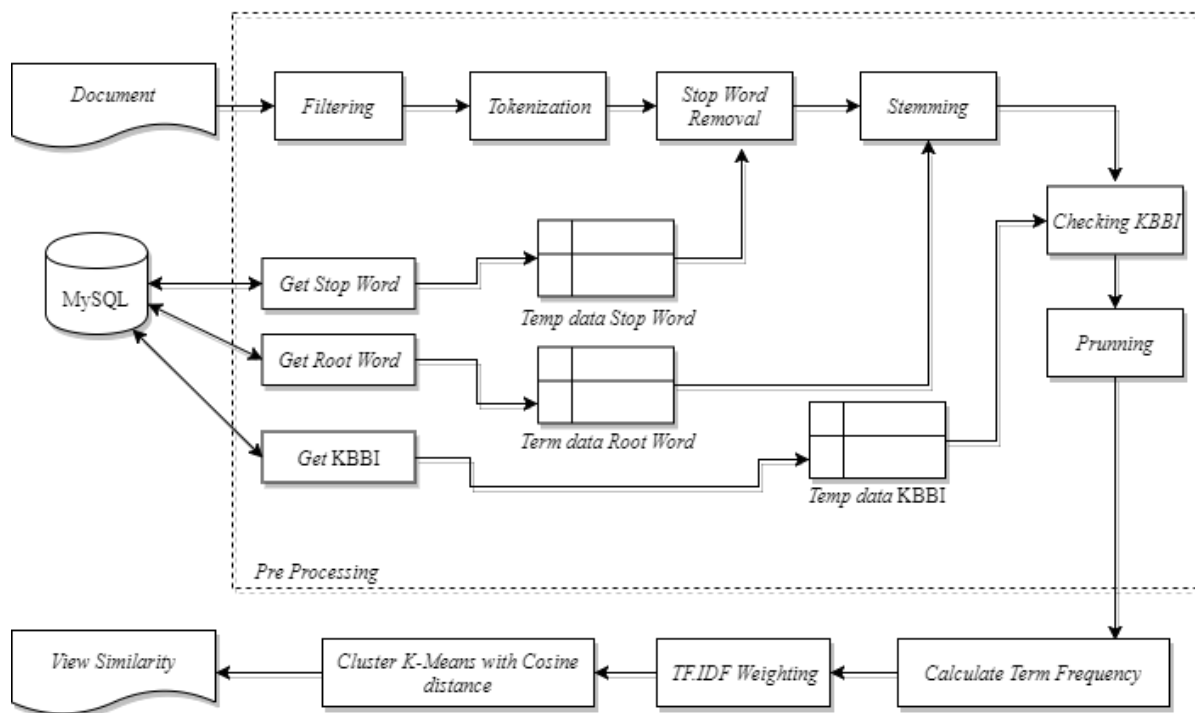 Document
Filtering
Tokenization
Stop Word
Removal
Stemming
Checking KBBI
MySQL
Get Stop Word
Temp data Stop Word
Get Root Word
Prunning
Term data Root Word
Get KBBI
Temp data KBBI
Pre Processing
View Similarity
Cluster K-Means with Cosine
distance
TF.IDF Weighting
Calculate Term Frequency